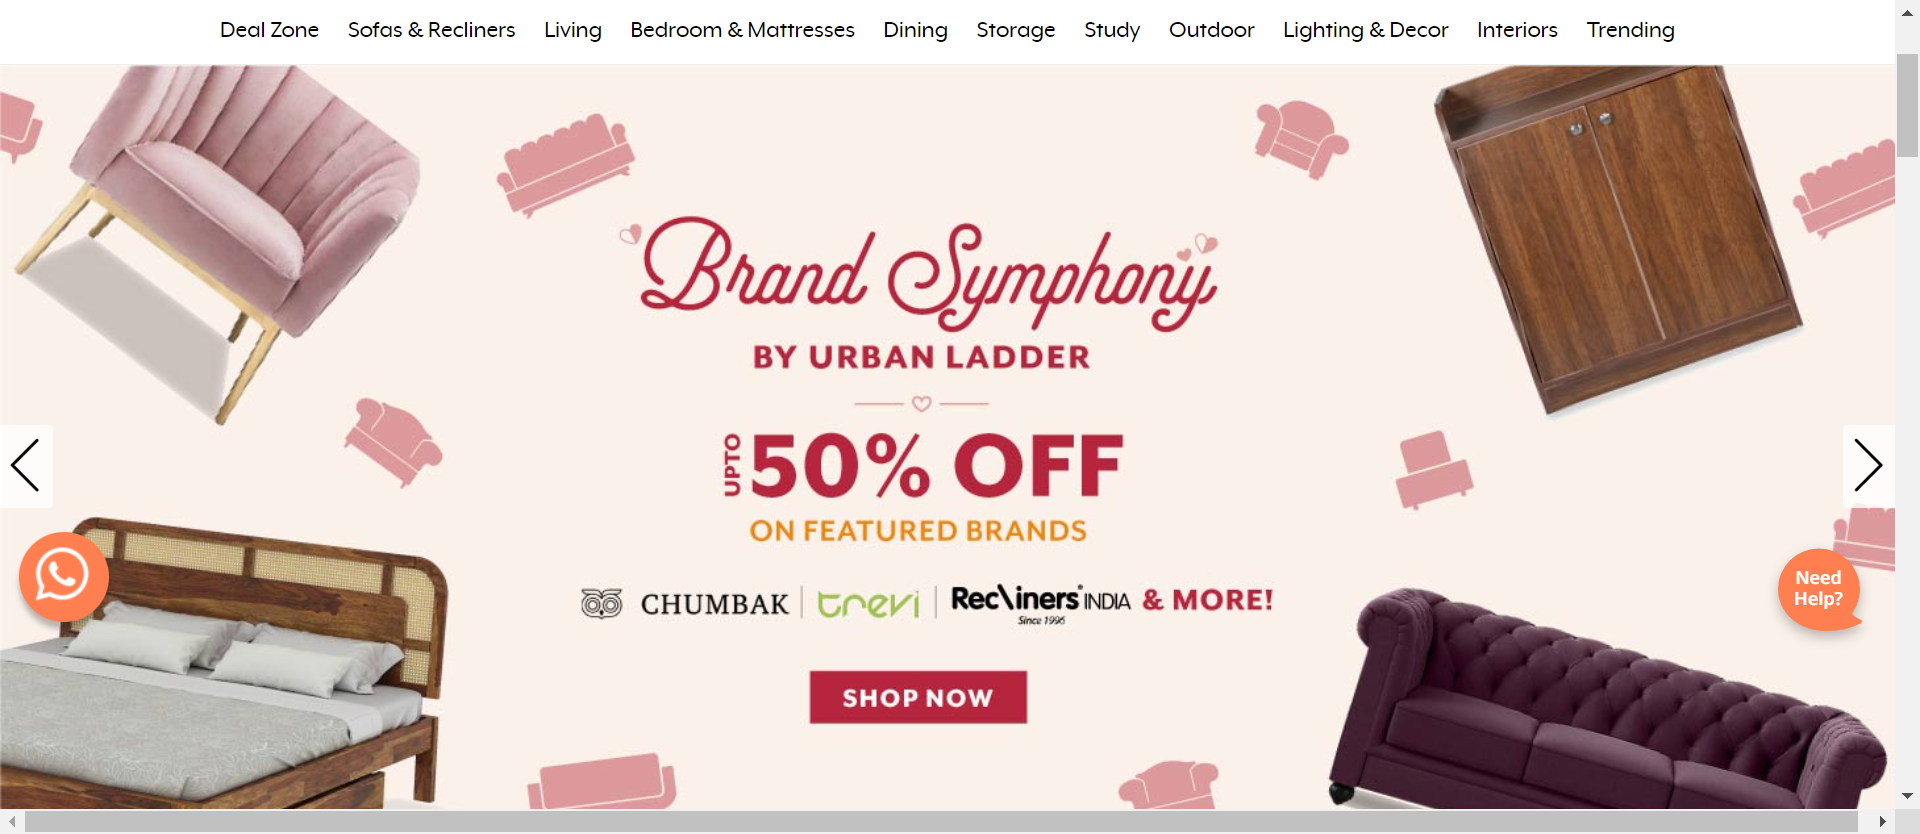 Deal Zone Sofas & Recliners Living Bedroom & Mattresses Dining Storage Study Outdoor Lighting & Decor Interiors Trending
Brand Symphony
BY URBAN LADDER
UPTO 50% OFF
ON FEATURED BRANDS
CHUMBAK trevi Recliners INDIA & MORE!
Since 1996
SHOP NOW
Need
Help?